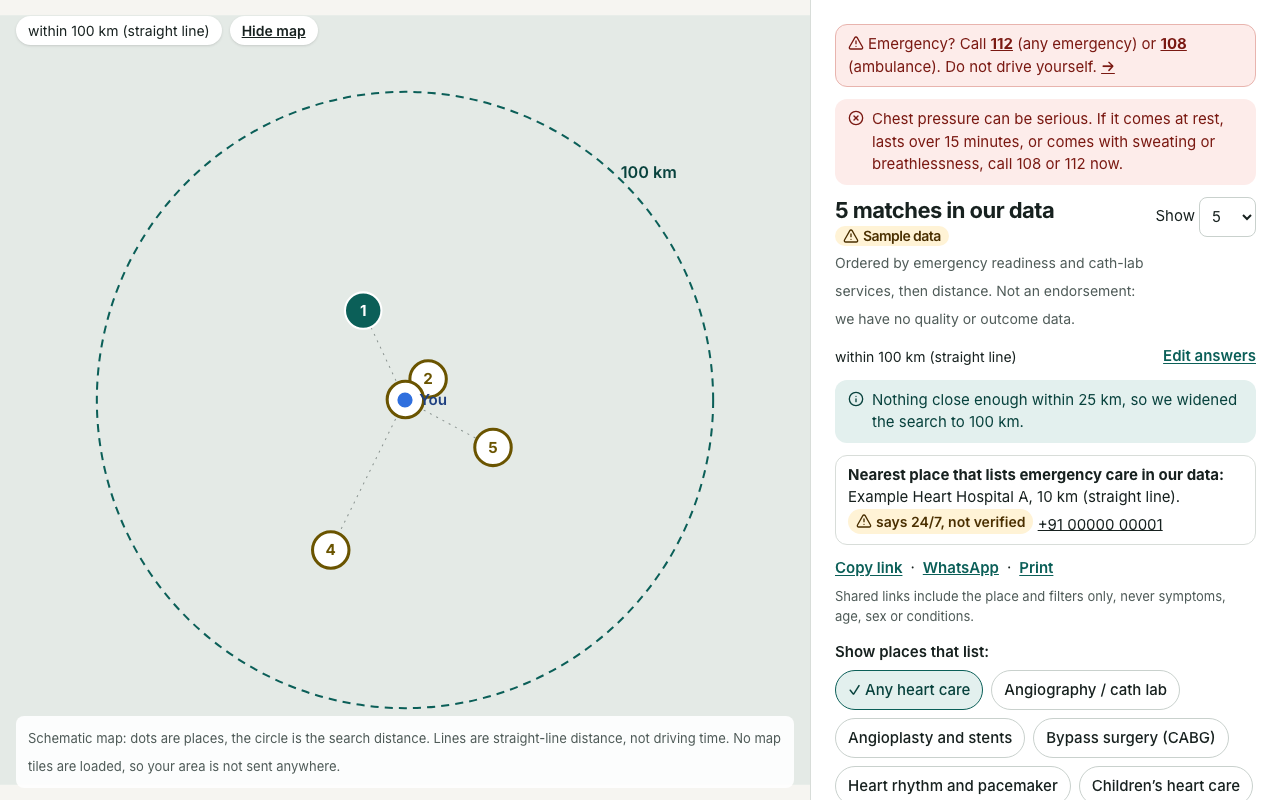 within 100 km (straight line)
Hide map
100 km
1
2
You
5
4
Schematic map: dots are places, the circle is the search distance. Lines are straight-line distance, not driving time. No map
tiles are loaded, so your area is not sent anywhere.
Emergency? Call 112 (any emergency) or 108
(ambulance). Do not drive yourself. →
Chest pressure can be serious. If it comes at rest,
lasts over 15 minutes, or comes with sweating or
breathlessness, call 108 or 112 now.
5 matches in our data
Show 5
Sample data
Ordered by emergency readiness and cath-lab
services, then distance. Not an endorsement:
we have no quality or outcome data.
within 100 km (straight line)
Edit answers
Nothing close enough within 25 km, so we widened
the search to 100 km.
Nearest place that lists emergency care in our data:
Example Heart Hospital A, 10 km (straight line).
says 24/7, not verified +91 00000 00001
Copy link · WhatsApp · Print
Shared links include the place and filters only, never symptoms,
age, sex or conditions.
Show places that list:
✓ Any heart care
Angiography / cath lab
Angioplasty and stents
Bypass surgery (CABG)
Heart rhythm and pacemaker
Children’s heart care